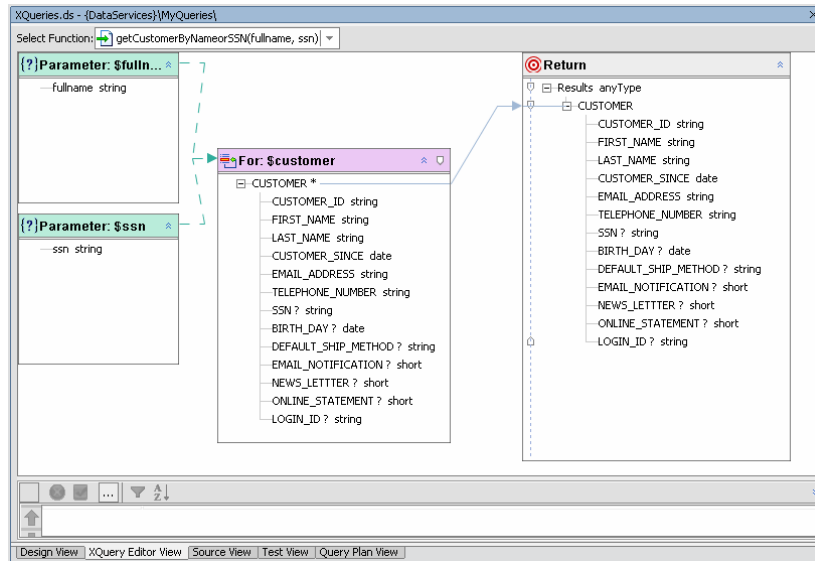 XQueries.ds - {DataServices}\MyQueries\
Select Function: getCustomerByNameorSSN(fullname, ssn)
{?}Parameter: $fulln...
fullname string
{?}Parameter: $ssn
ssn string
For: $customer
CUSTOMER *
CUSTOMER_ID string
FIRST_NAME string
LAST_NAME string
CUSTOMER_SINCE date
EMAIL_ADDRESS string
TELEPHONE_NUMBER string
SSN ? string
BIRTH_DAY ? date
DEFAULT_SHIP_METHOD ? string
EMAIL_NOTIFICATION ? short
NEWS_LETTTER ? short
ONLINE_STATEMENT ? short
LOGIN_ID ? string
Return
Results anyType
CUSTOMER
CUSTOMER_ID string
FIRST_NAME string
LAST_NAME string
CUSTOMER_SINCE date
EMAIL_ADDRESS string
TELEPHONE_NUMBER string
SSN ? string
BIRTH_DAY ? date
DEFAULT_SHIP_METHOD ? string
EMAIL_NOTIFICATION ? short
NEWS_LETTTER ? short
ONLINE_STATEMENT ? short
LOGIN_ID ? string
Design View XQuery Editor View Source View Test View Query Plan View